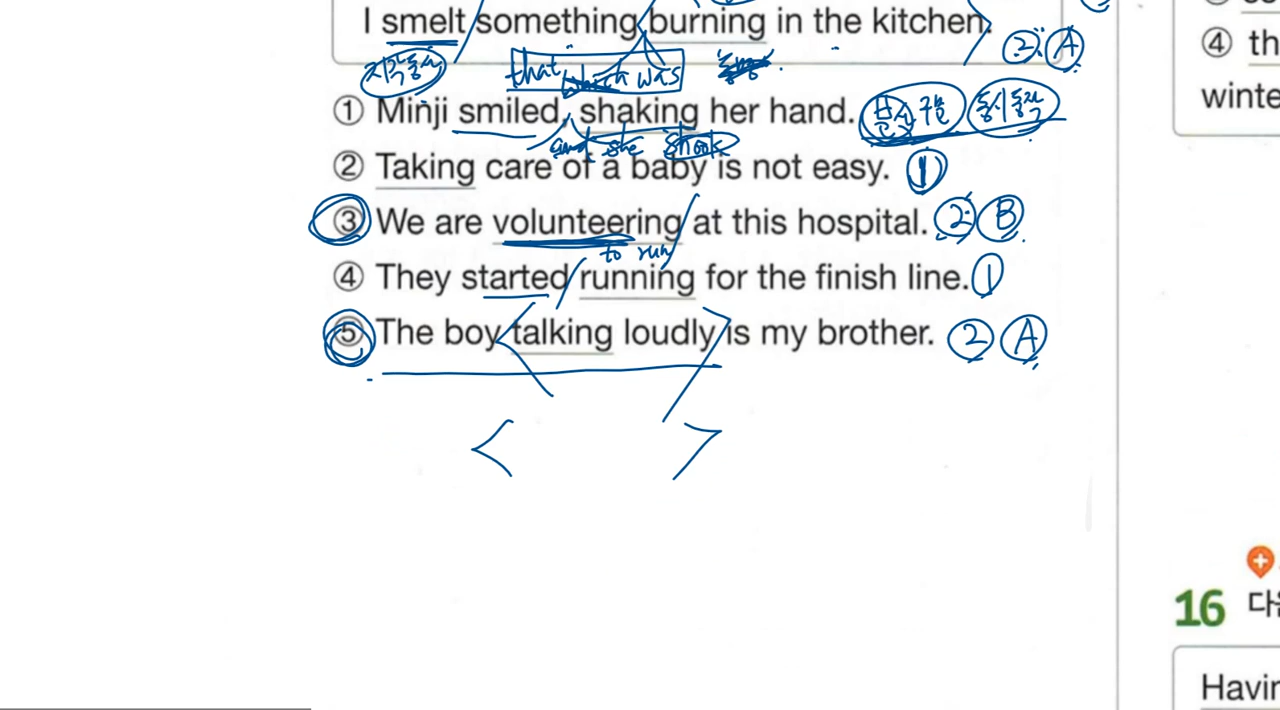 I smelt something burning in the kitchen.
② A
④ th
지각동사
that which was
winte
① Minji smiled, shaking her hand. 분사구문 동시동작
and she shook
② Taking care of a baby is not easy. ①
③ We are volunteering at this hospital. ② B
to run
④ They started running for the finish line. ①
⑤ The boy talking loudly is my brother. ② A
16
Havin